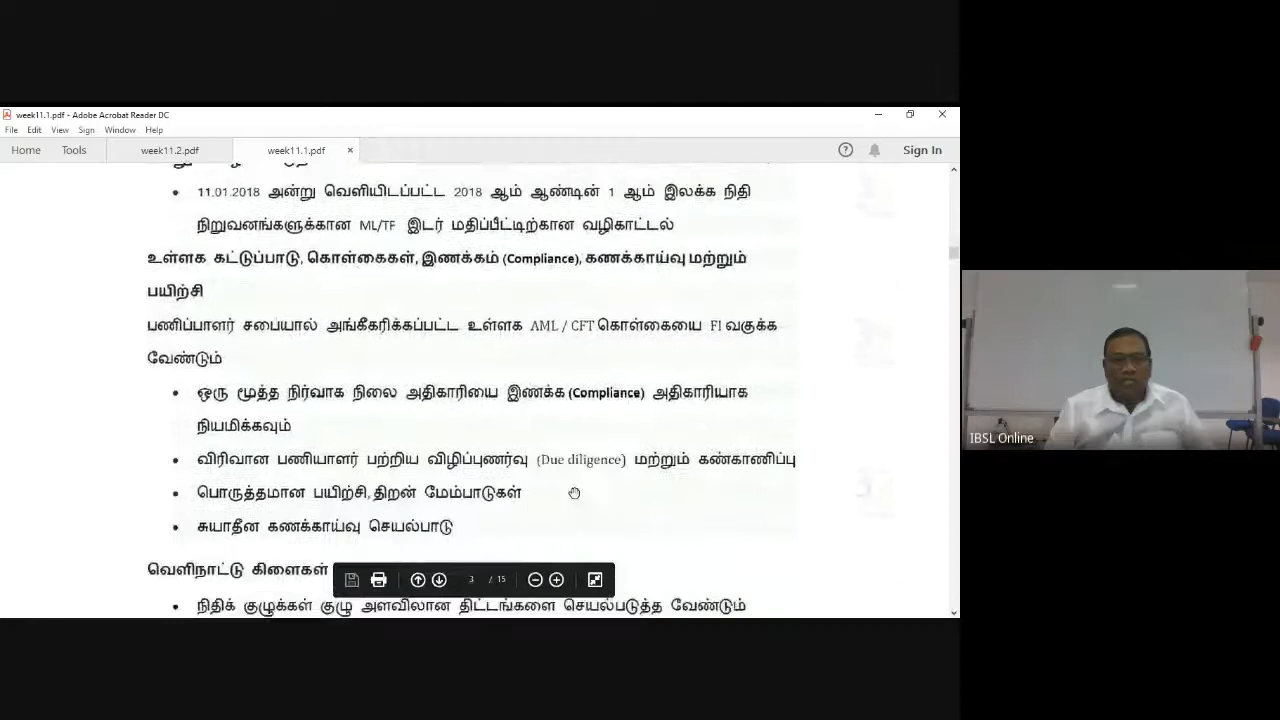 week11.1.pdf - Adobe Acrobat Reader DC
File Edit View Sign Window Help
Home Tools week11.2.pdf week11.1.pdf × ? Sign In
• 11.01.2018 அன்று வெளியிடப்பட்ட 2018 ஆம் ஆண்டின் 1 ஆம் இலக்க நிதி
நிறுவனங்களுக்கான ML/TF இடர் மதிப்பீட்டிற்கான வழிகாட்டல்
உள்ளக கட்டுப்பாடு, கொள்கைகள், இணக்கம் (Compliance), கணக்காய்வு மற்றும்
பயிற்சி
பணிப்பாளர் சபையால் அங்கீகரிக்கப்பட்ட உள்ளக AML / CFT கொள்கையை FI வகுக்க
வேண்டும்
• ஒரு மூத்த நிர்வாக நிலை அதிகாரியை இணக்க (Compliance) அதிகாரியாக
நியமிக்கவும்
• விரிவான பணியாளர் பற்றிய விழிப்புணர்வு (Due diligence) மற்றும் கண்காணிப்பு
• பொருத்தமான பயிற்சி, திறன் மேம்பாடுகள்
• சுயாதீன கணக்காய்வு செயல்பாடு
வெளிநாட்டு கிளைகள்
3 / 15
• நிதிக் குழுக்கள் குழு அளவிலான திட்டங்களை செயல்படுத்த வேண்டும்
IBSL Online